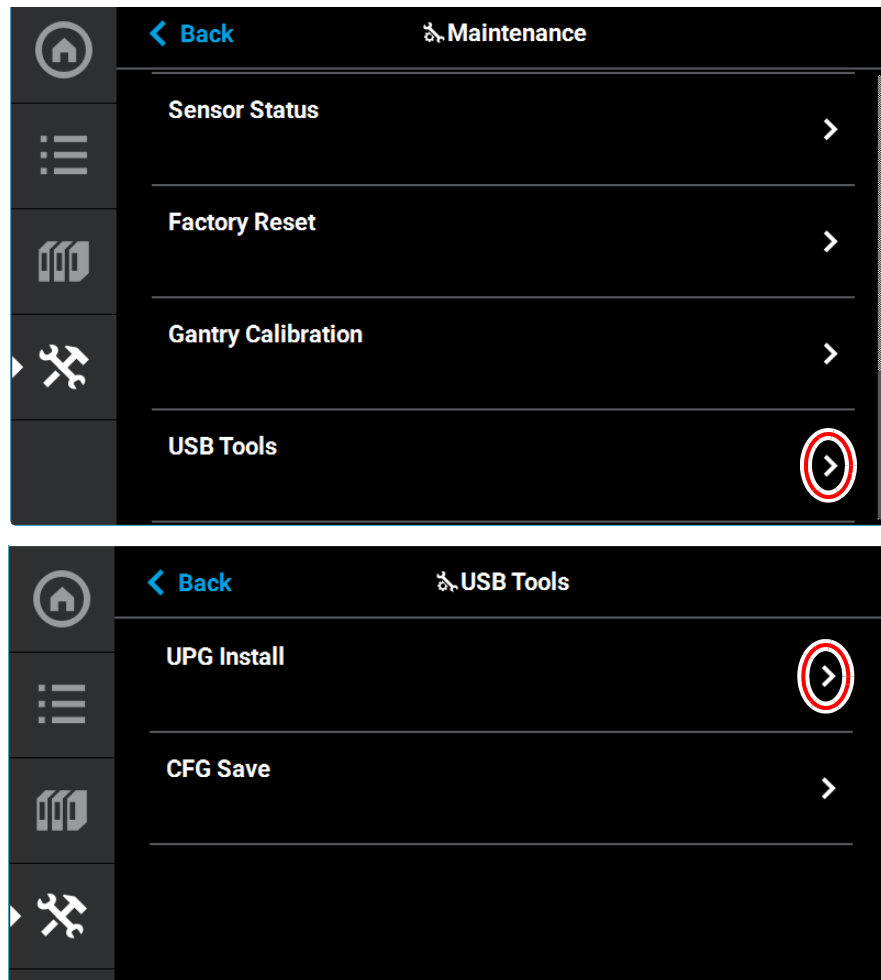 Back
Maintenance
Sensor Status
Factory Reset
Gantry Calibration
USB Tools
Back
USB Tools
UPG Install
CFG Save